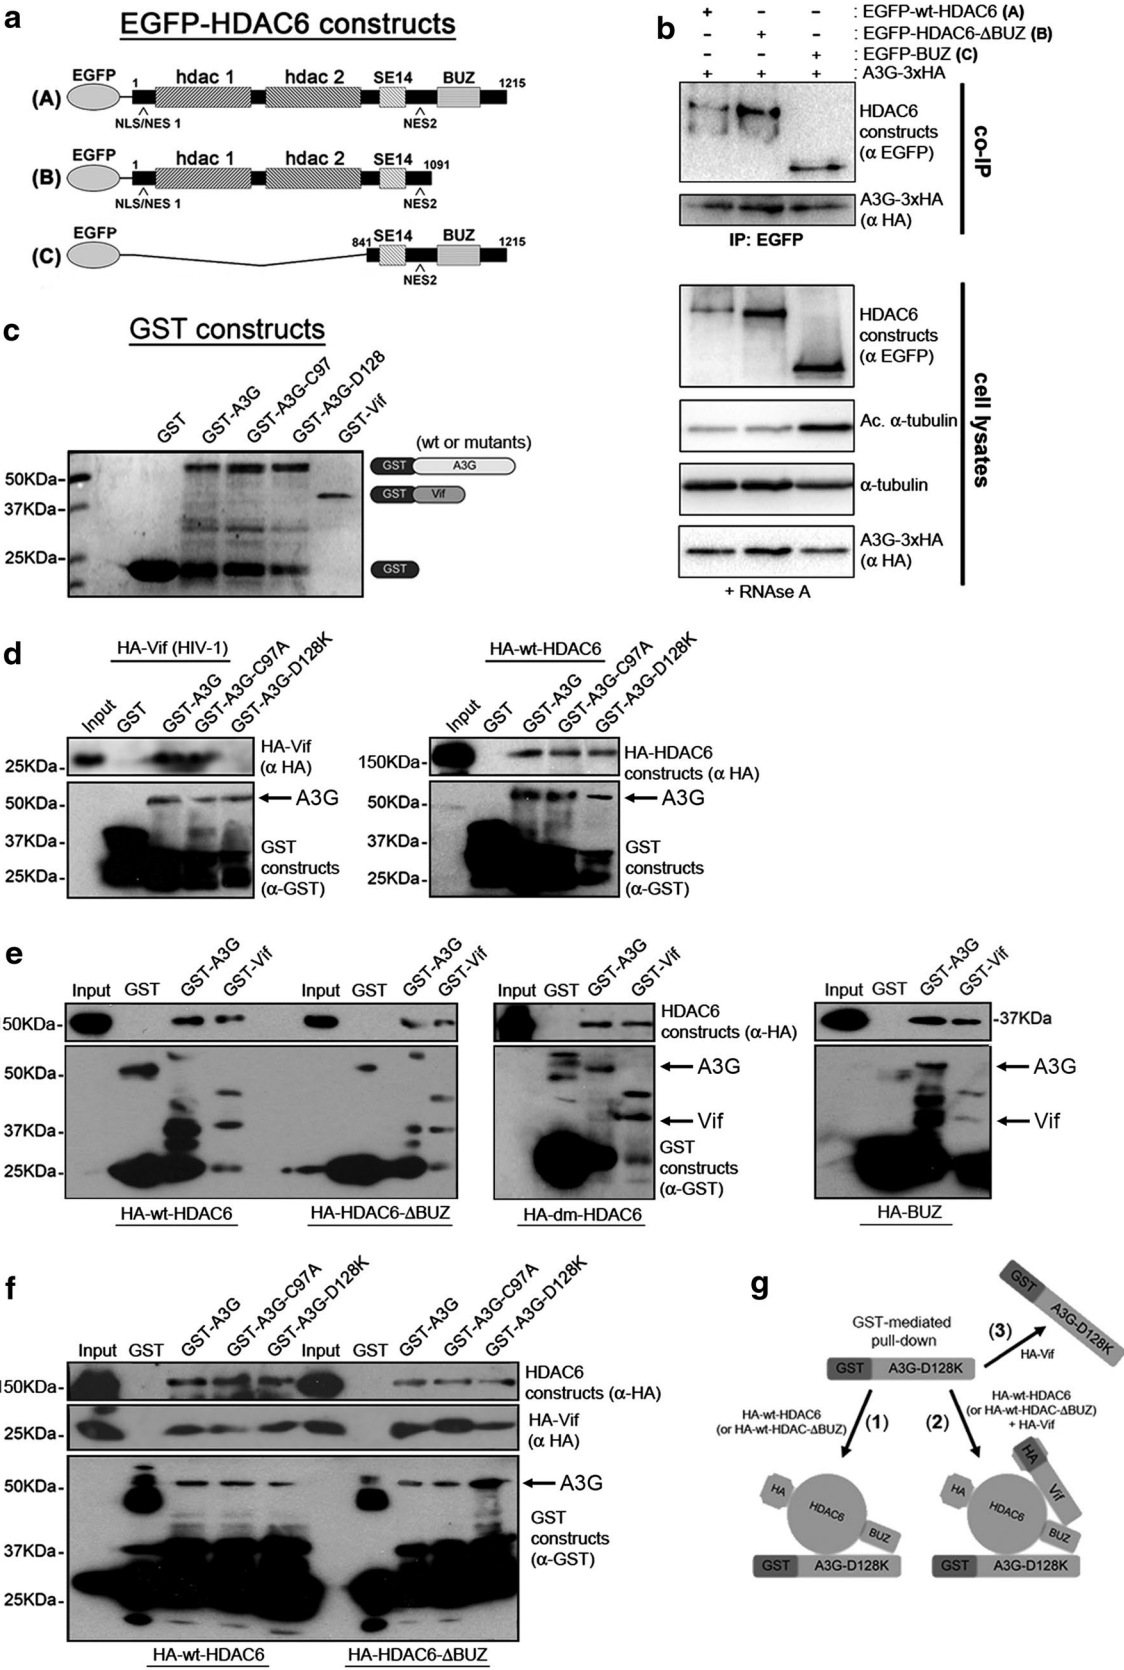 a
EGFP-HDAC6 constructs
(A)
EGFP
1
hdac 1
hdac 2
SE14
BUZ
1215
NLS/NES 1
NES2
(B)
EGFP
1
hdac 1
hdac 2
SE14
1091
NLS/NES 1
NES2
(C)
EGFP
841
SE14
BUZ
1215
NES2
b
+ – – : EGFP-wt-HDAC6 (A)
– + – : EGFP-HDAC6-ΔBUZ (B)
– – + : EGFP-BUZ (C)
+ + + : A3G-3xHA
HDAC6
constructs
(α EGFP)
A3G-3xHA
(α HA)
IP: EGFP
co-IP
HDAC6
constructs
(α EGFP)
Ac. α-tubulin
α-tubulin
A3G-3xHA
(α HA)
+ RNAse A
cell lysates
c
GST constructs
GST
GST-A3G
GST-A3G-C97
GST-A3G-D128
GST-Vif
50KDa-
37KDa-
25KDa-
(wt or mutants)
GST A3G
GST Vif
GST
d
HA-Vif (HIV-1)
Input
GST
GST-A3G
GST-A3G-C97A
GST-A3G-D128K
25KDa-
HA-Vif
(α HA)
50KDa-
37KDa-
25KDa-
A3G
GST
constructs
(α-GST)
HA-wt-HDAC6
Input
GST
GST-A3G
GST-A3G-C97A
GST-A3G-D128K
150KDa-
HA-HDAC6
constructs (α HA)
50KDa-
37KDa-
25KDa-
A3G
GST
constructs
(α-GST)
e
Input
GST
GST-A3G
GST-Vif
Input
GST
GST-A3G
GST-Vif
50KDa-
50KDa-
37KDa-
25KDa-
HA-wt-HDAC6
HA-HDAC6-ΔBUZ
Input
GST
GST-A3G
GST-Vif
HDAC6
constructs (α-HA)
A3G
Vif
GST
constructs
(α-GST)
HA-dm-HDAC6
Input
GST
GST-A3G
GST-Vif
-37KDa
A3G
Vif
HA-BUZ
f
Input
GST
GST-A3G
GST-A3G-C97A
GST-A3G-D128K
Input
GST
GST-A3G
GST-A3G-C97A
GST-A3G-D128K
150KDa-
HDAC6
constructs (α-HA)
25KDa-
HA-Vif
(α HA)
50KDa-
37KDa-
25KDa-
A3G
GST
constructs
(α-GST)
HA-wt-HDAC6
HA-HDAC6-ΔBUZ
g
GST-mediated
pull-down
GST A3G-D128K
(3)
HA-Vif
GST A3G-D128K
HA-wt-HDAC6
(or HA-wt-HDAC-ΔBUZ)
(1)
(2)
HA-wt-HDAC6
(or HA-wt-HDAC-ΔBUZ)
+ HA-Vif
HA
HDAC6
BUZ
GST A3G-D128K
HA
HDAC6
HA
Vif
BUZ
GST A3G-D128K